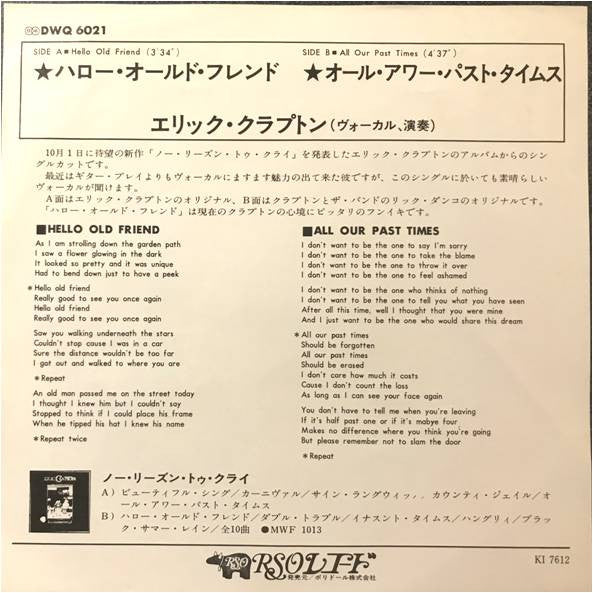 DWQ 6021
SIDE A■Hello Old Friend (3'34")
SIDE B■All Our Past Times (4'37")
★ハロー・オールド・フレンド
★オール・アワー・パスト・タイムス
エリック・クラプトン(ヴォーカル、演奏)
10月1日に待望の新作「ノー・リーズン・トゥ・クライ」を発表したエリック・クラプトンのアルバムからのシン
グルカットです。
最近はギター・プレイよりもヴォーカルにますます魅力の出て来た彼ですが、このシングルに於いても素晴らしい
ヴォーカルが聞けます。
A面はエリック・クラプトンのオリジナル、B面はクラプトンとザ・バンドのリック・ダンコのオリジナルです。
「ハロー・オールド・フレンド」は現在のクラプトンの心境にピッタリのフンイキです。
■HELLO OLD FRIEND
As I am strolling down the garden path
I saw a flower glowing in the dark
It looked so pretty and it was unique
Had to bend down just to have a peek
*Hello old friend
Really good to see you once again
Hello old friend
Really good to see you once again
Saw you walking underneath the stars
Couldn't stop cause I was in a car
Sure the distance wouldn't be too far
I got out and walked to where you are
*Repeat
An old man passed me on the street today
I thought I knew him but I couldn't say
Stopped to think if I could place his frame
When he tipped his hat I knew his name
*Repeat twice
■ALL OUR PAST TIMES
I don't want to be the one to say I'm sorry
I don't want to be the one to take the blame
I don't want to be the one to throw it over
I don't want to be the one to feel ashamed
I don't want to be the one who thinks of nothing
I don't want to be the one to tell you what you have seen
After all this time, well I thought that you were mine
And I just want to be the one who would share this dream
*All our past times
Should be forgotten
All our past times
Should be erased
I don't care how much it costs
Cause I don't count the loss
As long as I can see your face again
You don't have to tell me when you're leaving
If it's half past one or if it's mabye four
Makes no difference where you think you're going
But please remember not to slam the door
*Repeat
ノー・リーズン・トゥ・クライ
A)ビューティフル・シング/カーニヴァル/サイン・ラングウィッ カウンティ・ジェイル/オ
ール・アワー・パスト・タイムス
B)ハロー・オールド・フレンド/ダブル・トラブル/イナスント・タイムス/ハングリィ/ブラッ
ク・サマー・レイン/全10曲 ●MWF 1013
RSO RSOレコード
発売元/ポリドール株式会社
KI 7612